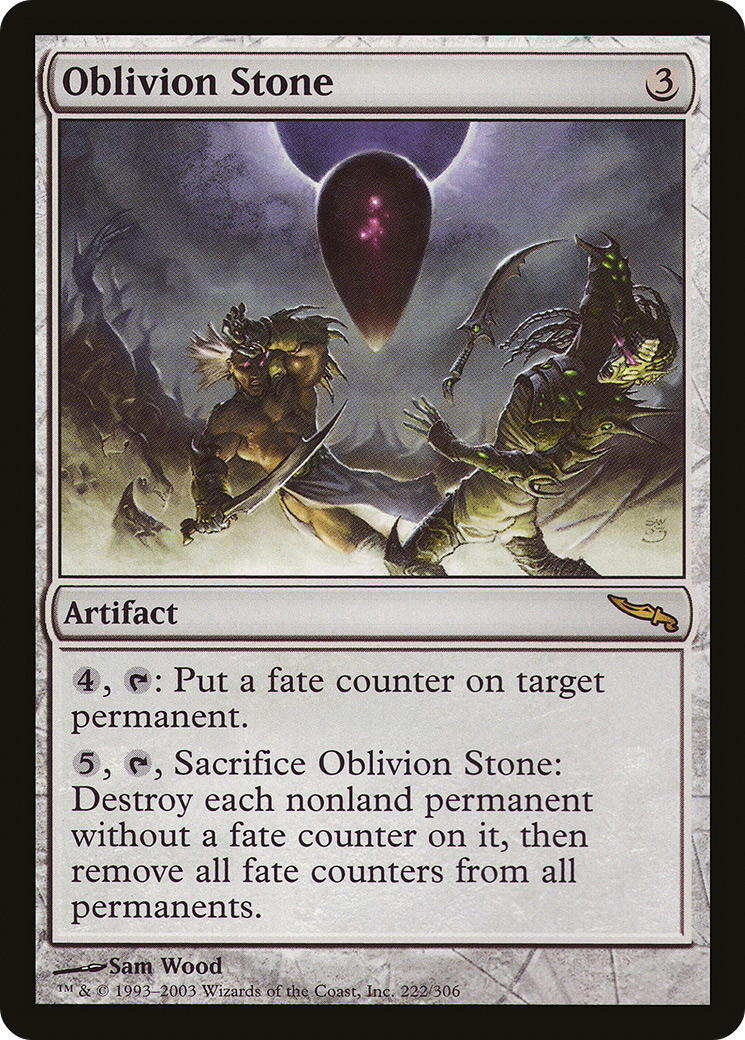 Oblivion Stone 3
Artifact
4, : Put a fate counter on target
permanent.
5, , Sacrifice Oblivion Stone:
Destroy each nonland permanent
without a fate counter on it, then
remove all fate counters from all
permanents.
Sam Wood
™ & © 1993–2003 Wizards of the Coast, Inc. 222/306